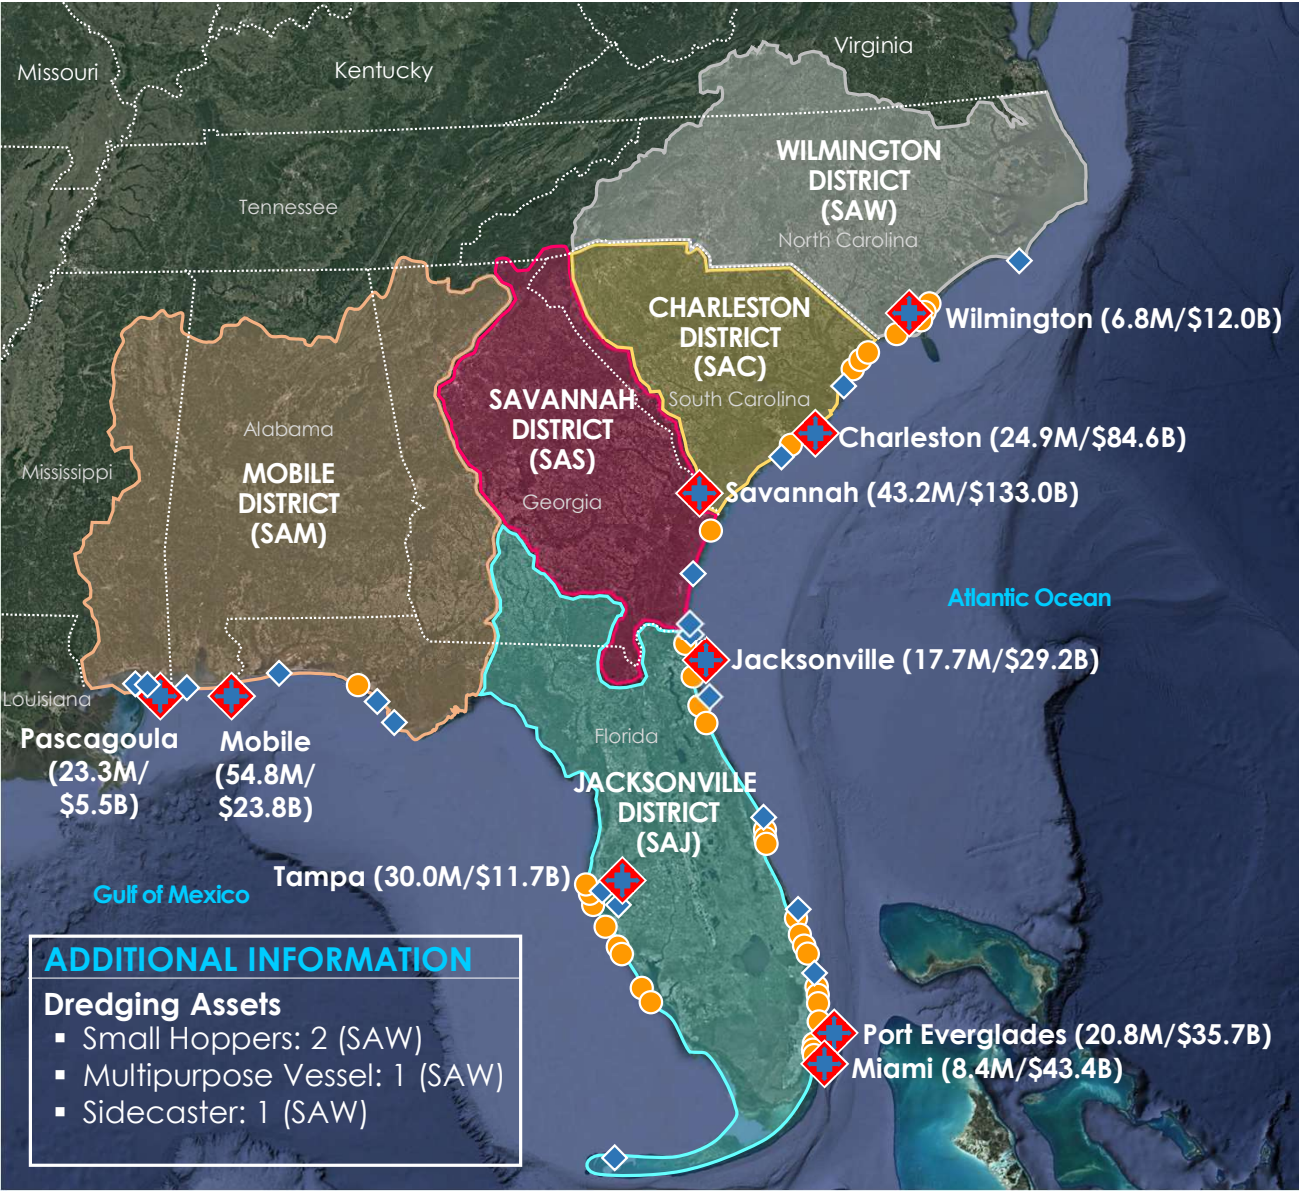 Virginia
Missouri
Kentucky
WILMINGTON
DISTRICT
(SAW)
North Carolina
Tennessee
CHARLESTON
DISTRICT
(SAC)
South Carolina
Wilmington (6.8M/$12.0B)
SAVANNAH
DISTRICT
(SAS)
Georgia
Alabama
MOBILE
DISTRICT
(SAM)
Mississippi
Charleston (24.9M/$84.6B)
Savannah (43.2M/$133.0B)
Atlantic Ocean
Jacksonville (17.7M/$29.2B)
Louisiana
Pascagoula
(23.3M/
$5.5B)
Mobile
(54.8M/
$23.8B)
Florida
JACKSONVILLE
DISTRICT
(SAJ)
Tampa (30.0M/$11.7B)
Gulf of Mexico
Port Everglades (20.8M/$35.7B)
Miami (8.4M/$43.4B)
ADDITIONAL INFORMATION
Dredging Assets
▪ Small Hoppers: 2 (SAW)
▪ Multipurpose Vessel: 1 (SAW)
▪ Sidecaster: 1 (SAW)